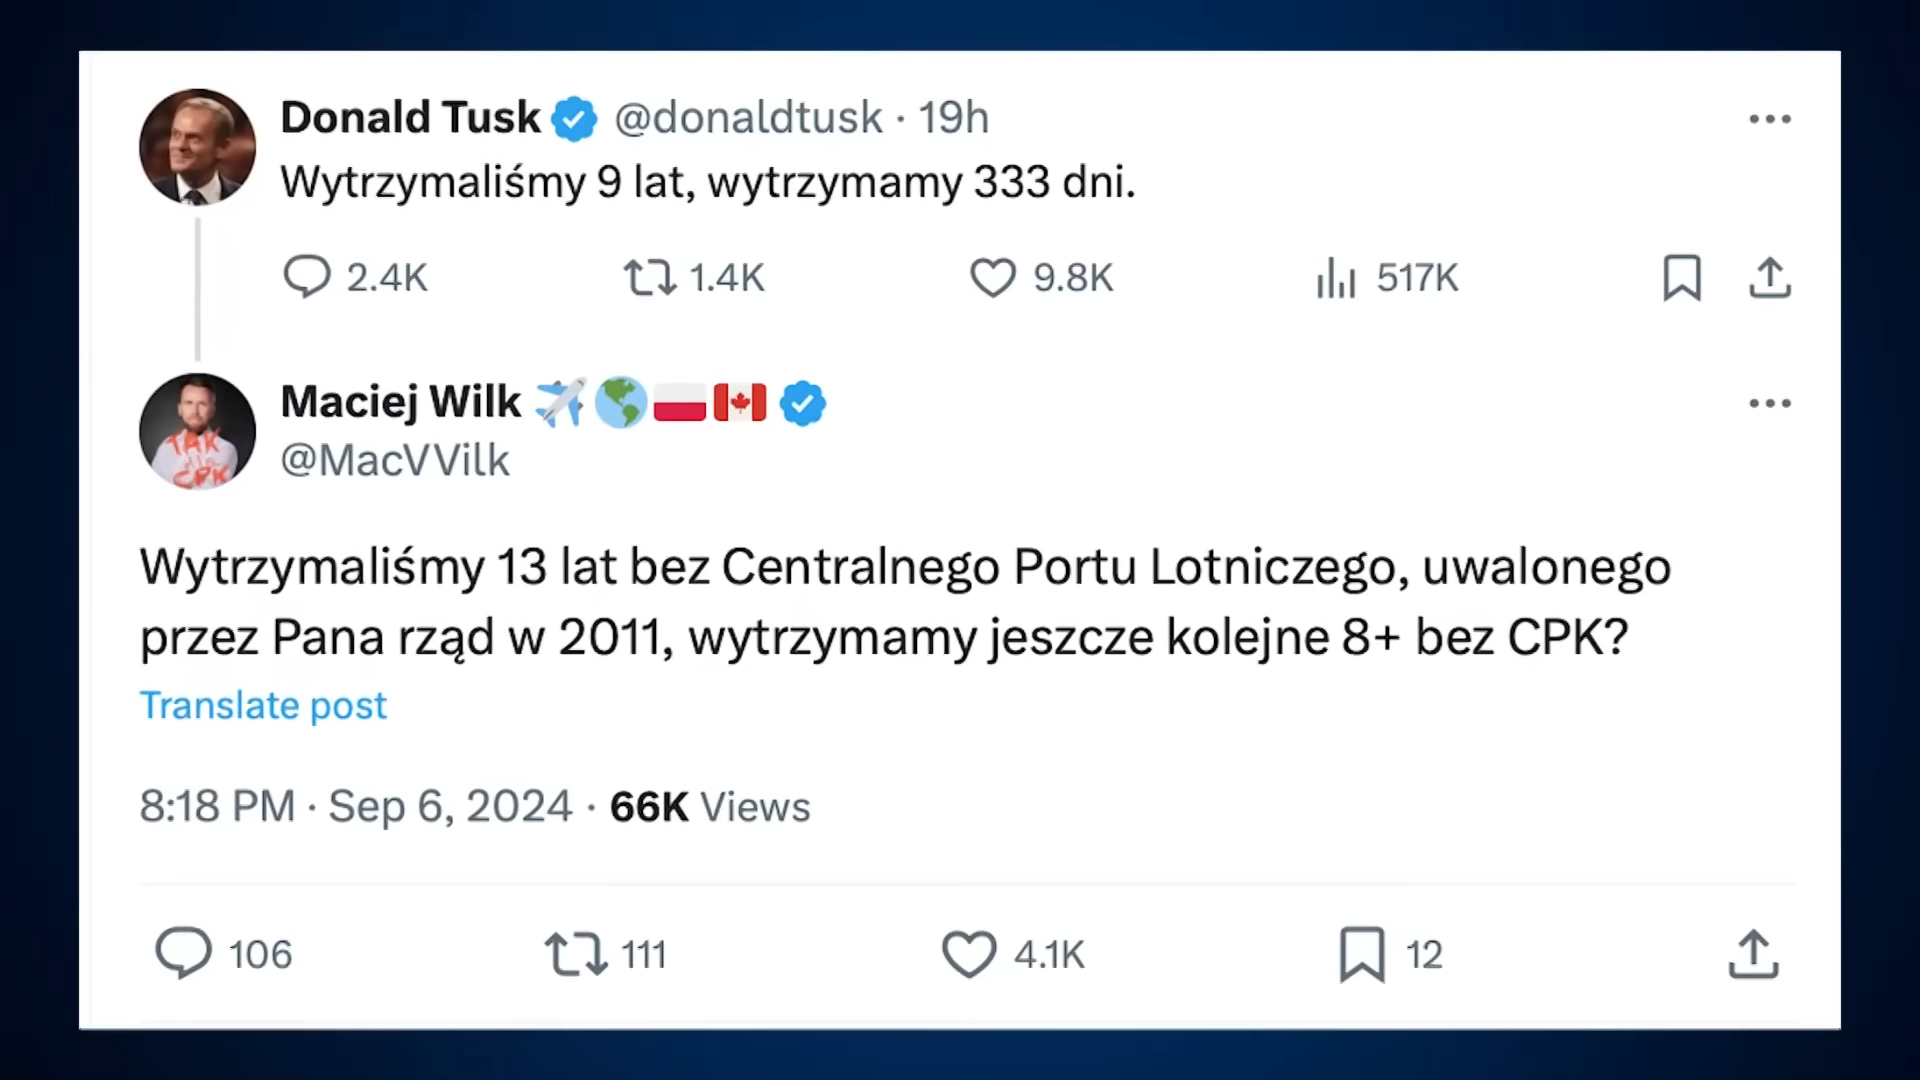 Donald Tusk @donaldtusk · 19h
Wytrzymaliśmy 9 lat, wytrzymamy 333 dni.
2.4K 1.4K 9.8K 517K
Maciej Wilk
@MacVVilk
TAK
CPK
Wytrzymaliśmy 13 lat bez Centralnego Portu Lotniczego, uwalonego
przez Pana rząd w 2011, wytrzymamy jeszcze kolejne 8+ bez CPK?
Translate post
8:18 PM · Sep 6, 2024 · 66K Views
106 111 4.1K 12